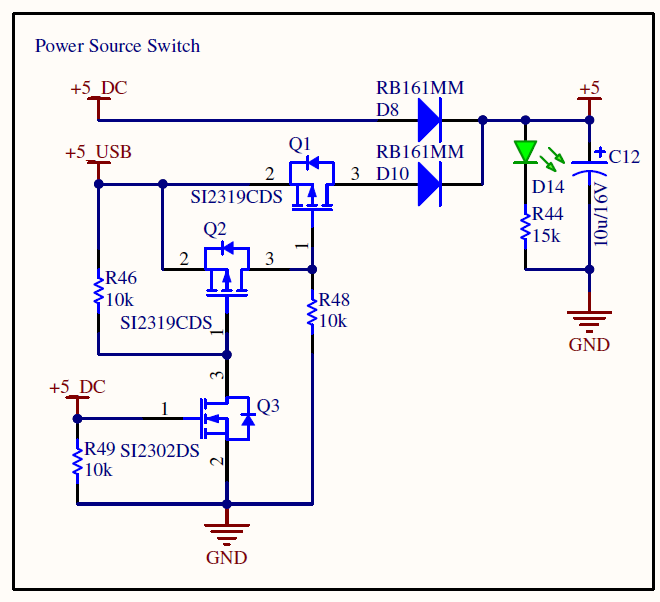 Power Source Switch
+5_DC
RB161MM
D8
+5
+5_USB
Q1
RB161MM
D10
C12
10u/16V
2
3
SI2319CDS
1
D14
R44
15k
Q2
2
3
R46
10k
SI2319CDS
1
R48
10k
GND
3
+5_DC
1
Q3
R49
10k
SI2302DS
2
GND